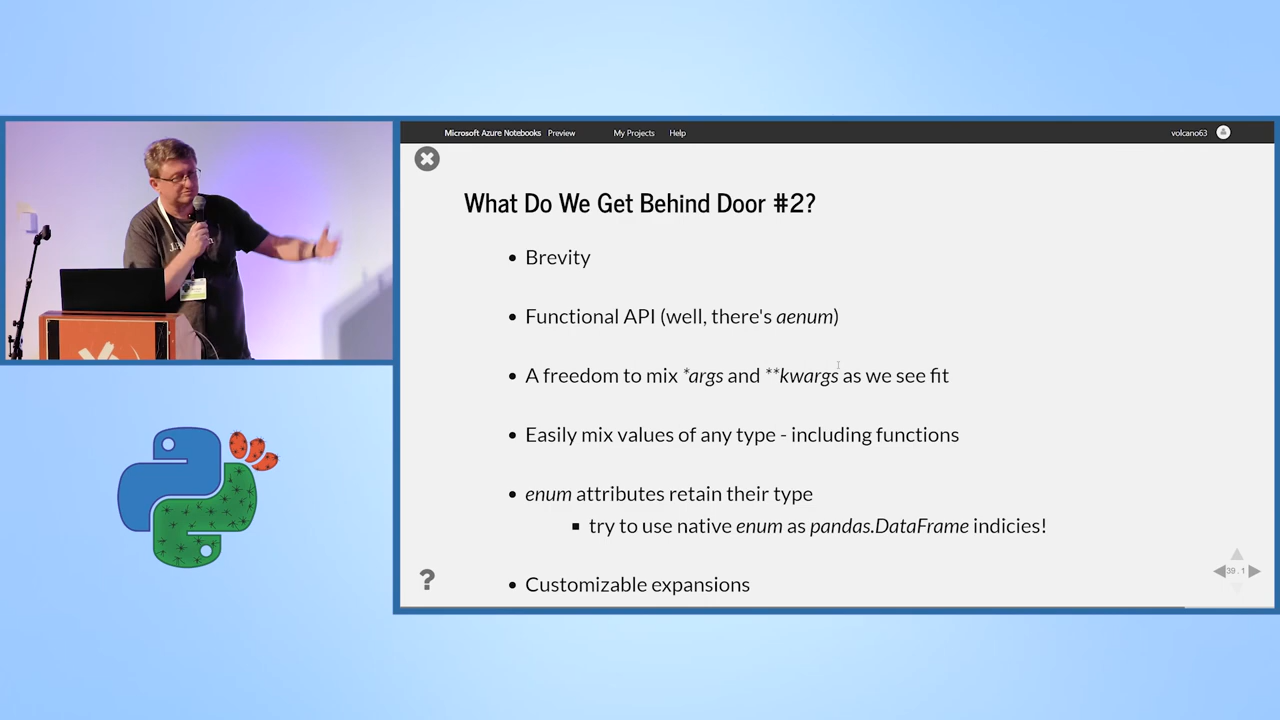 Microsoft Azure Notebooks Preview My Projects Help volcano63
What Do We Get Behind Door #2?
• Brevity
• Functional API (well, there's aenum)
• A freedom to mix *args and **kwargs as we see fit
• Easily mix values of any type - including functions
• enum attributes retain their type
▪ try to use native enum as pandas.DataFrame indicies!
39 . 1
?
• Customizable expansions